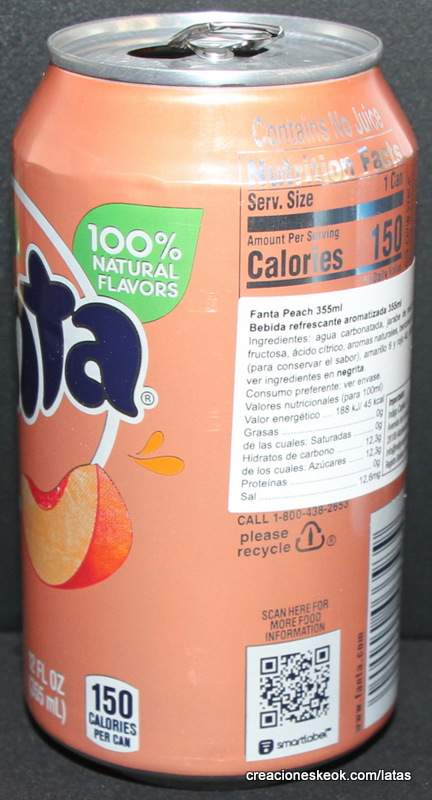 Contains No Juice
Nutrition Facts
Serv. Size 1 Can
Amount Per Serving
Calories 150
100%
NATURAL
FLAVORS
nta®
Fanta Peach 355ml
Bebida refrescante aromatizada 355ml
Ingredientes: agua carbonatada, jarabe de
fructosa, ácido cítrico, aromas naturales,
(para conservar el sabor), amarillo 6 y rojo
ver ingredientes en negrita.
Consumo preferente: ver envase.
Valores nutricionales (para 100ml)
Valor energético.... 188 kJ/ 45 kcal
Grasas 0g
de las cuales. Saturadas 0g
Hidratos de carbono 12,3g
de los cuales. Azúcares 12,3g
Proteínas 0g
Sal 12,6mg
CALL 1-800-438-2653
please
recycle ®
SCAN HERE FOR
MORE FOOD
INFORMATION
smartlabel™
www.fanta.com
12 FL OZ
(355 mL)
150
CALORIES
PER CAN
creacioneskeok.com/latas